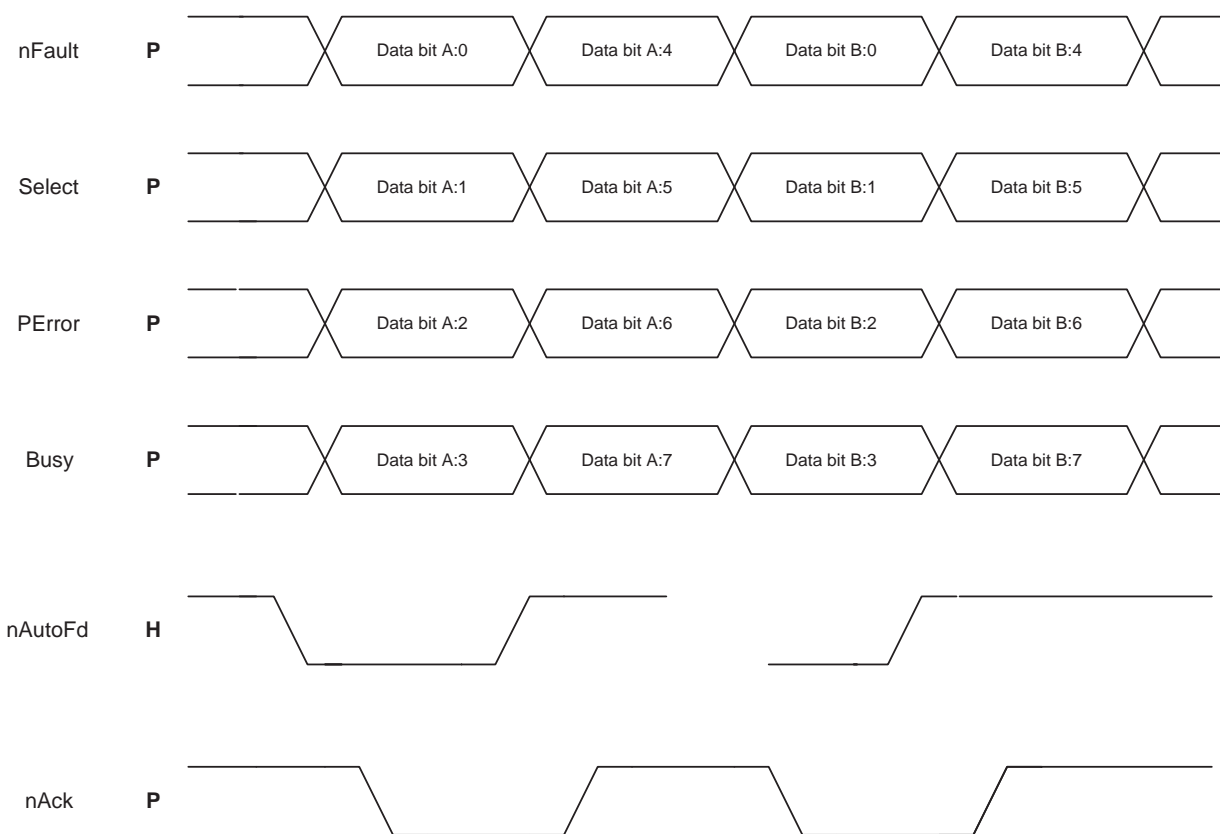 nFault P Data bit A:0 Data bit A:4 Data bit B:0 Data bit B:4
Select P Data bit A:1 Data bit A:5 Data bit B:1 Data bit B:5
PError P Data bit A:2 Data bit A:6 Data bit B:2 Data bit B:6
Busy P Data bit A:3 Data bit A:7 Data bit B:3 Data bit B:7
nAutoFd H
nAck P